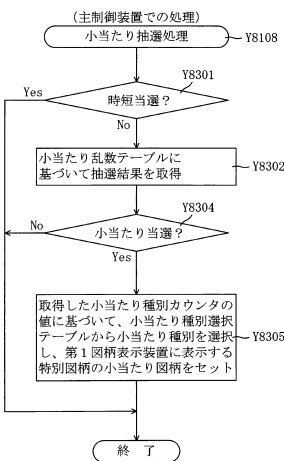 (主制御装置での処理)
小当たり抽選処理
Y8108
Y8301
Yes
時短当選?
No
小当たり乱数テーブルに
基づいて抽選結果を取得
Y8302
Y8304
No
小当たり当選?
Yes
取得した小当たり種別カウンタの
値に基づいて、小当たり種別選択
テーブルから小当たり種別を選択
し、第1図柄表示装置に表示する
特別図柄の小当たり図柄をセット
Y8305
終 了